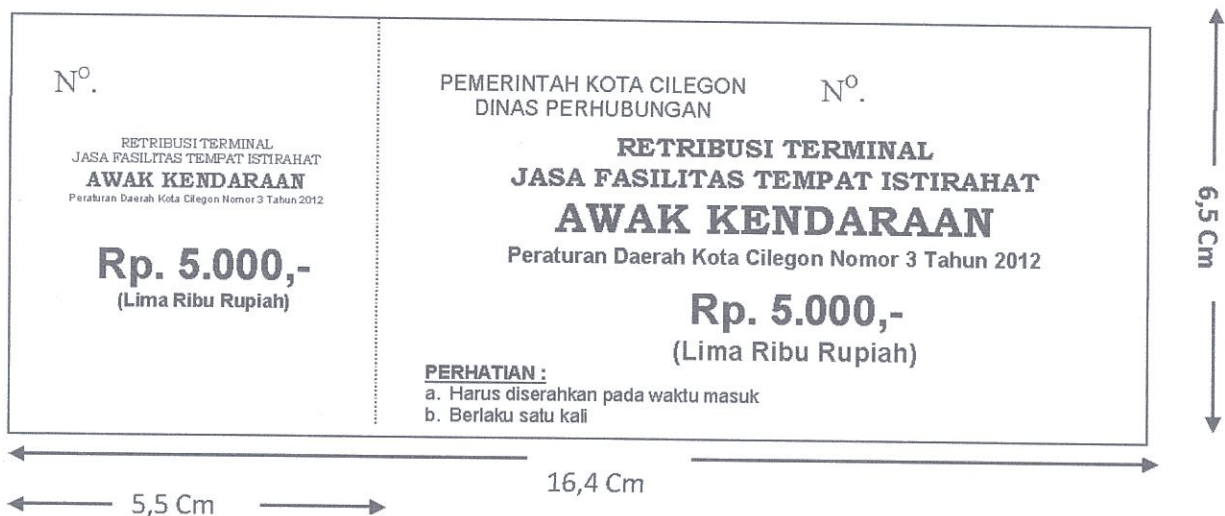 Nº.
RETRIBUSI TERMINAL
JASA FASILITAS TEMPAT ISTIRAHAT
AWAK KENDARAAN
Peraturan Daerah Kota Cilegon Nomor 3 Tahun 2012
Rp. 5.000,-
(Lima Ribu Rupiah)
PEMERINTAH KOTA CILEGON
DINAS PERHUBUNGAN
Nº.
RETRIBUSI TERMINAL
JASA FASILITAS TEMPAT ISTIRAHAT
AWAK KENDARAAN
Peraturan Daerah Kota Cilegon Nomor 3 Tahun 2012
Rp. 5.000,-
(Lima Ribu Rupiah)
PERHATIAN :
a. Harus diserahkan pada waktu masuk
b. Berlaku satu kali
6,5 Cm
16,4 Cm
5,5 Cm